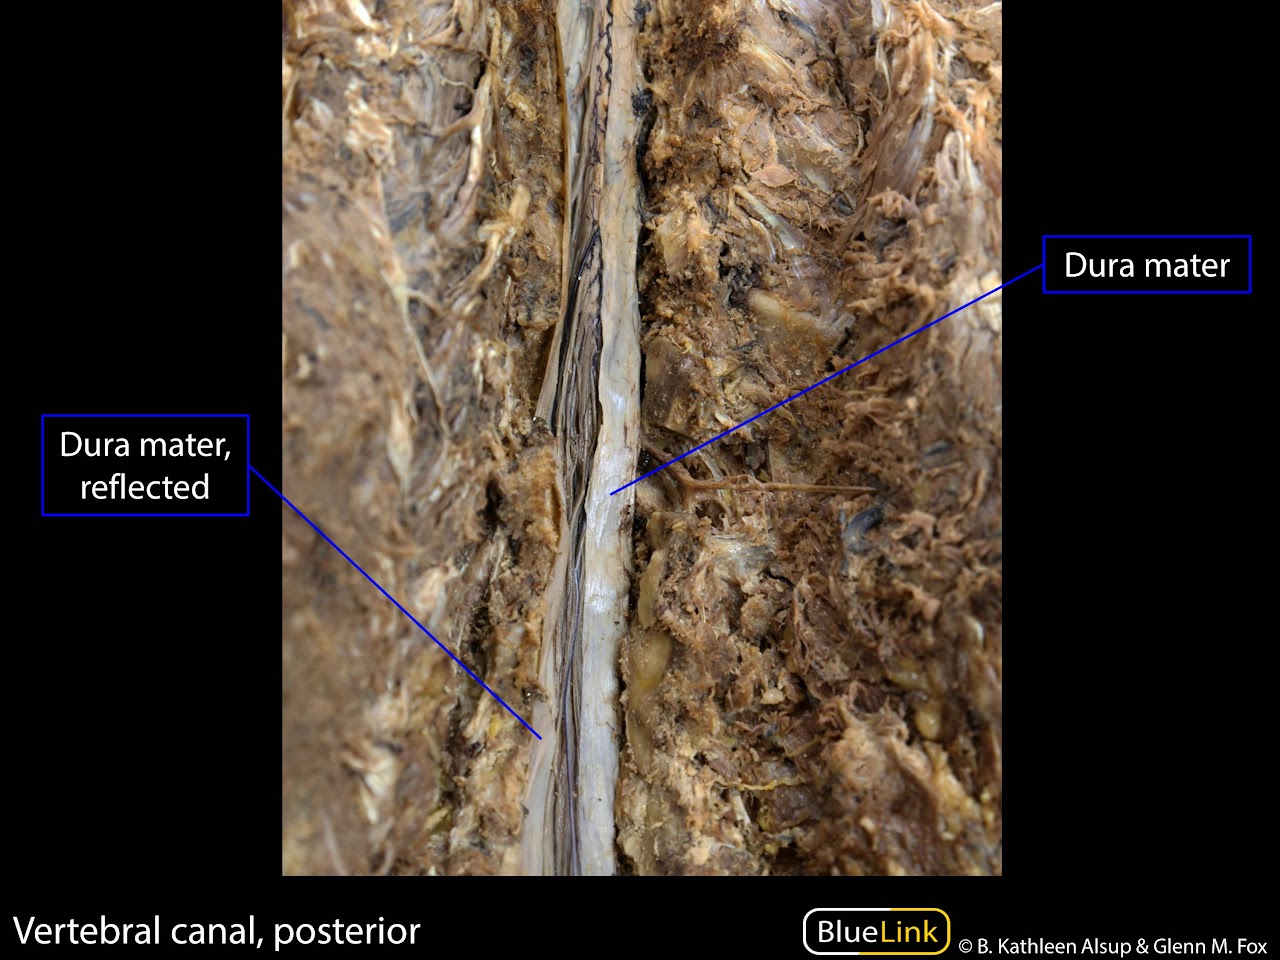 Dura mater
Dura mater,
reflected
Vertebral canal, posterior
BlueLink
© B. Kathleen Alsup & Glenn M. Fox